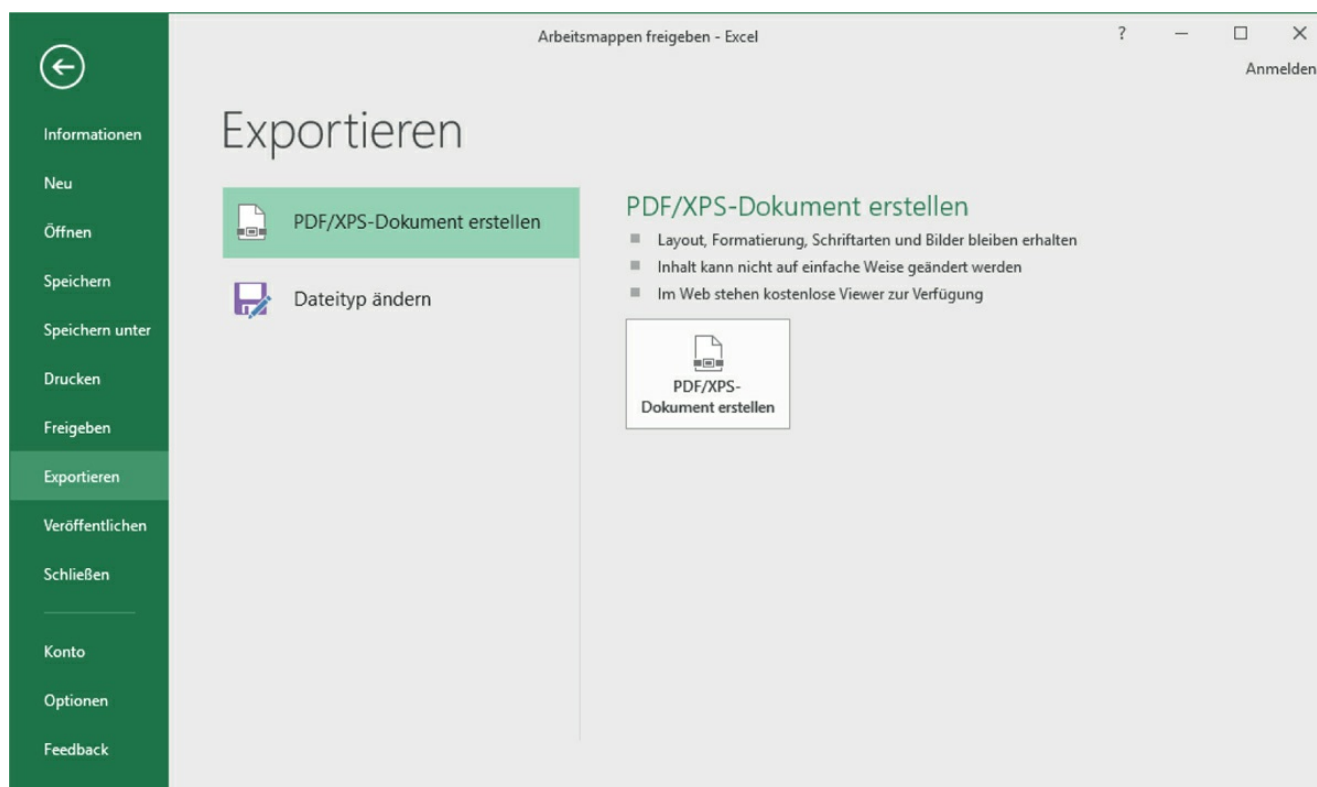 Arbeitsmappen freigeben - Excel
?
Anmelden
Informationen
Neu
Öffnen
Speichern
Speichern unter
Drucken
Freigeben
Exportieren
Veröffentlichen
Schließen
Konto
Optionen
Feedback
Exportieren
PDF/XPS-Dokument erstellen
Dateityp ändern
PDF/XPS-Dokument erstellen
Layout, Formatierung, Schriftarten und Bilder bleiben erhalten
Inhalt kann nicht auf einfache Weise geändert werden
Im Web stehen kostenlose Viewer zur Verfügung
PDF/XPS-
Dokument erstellen